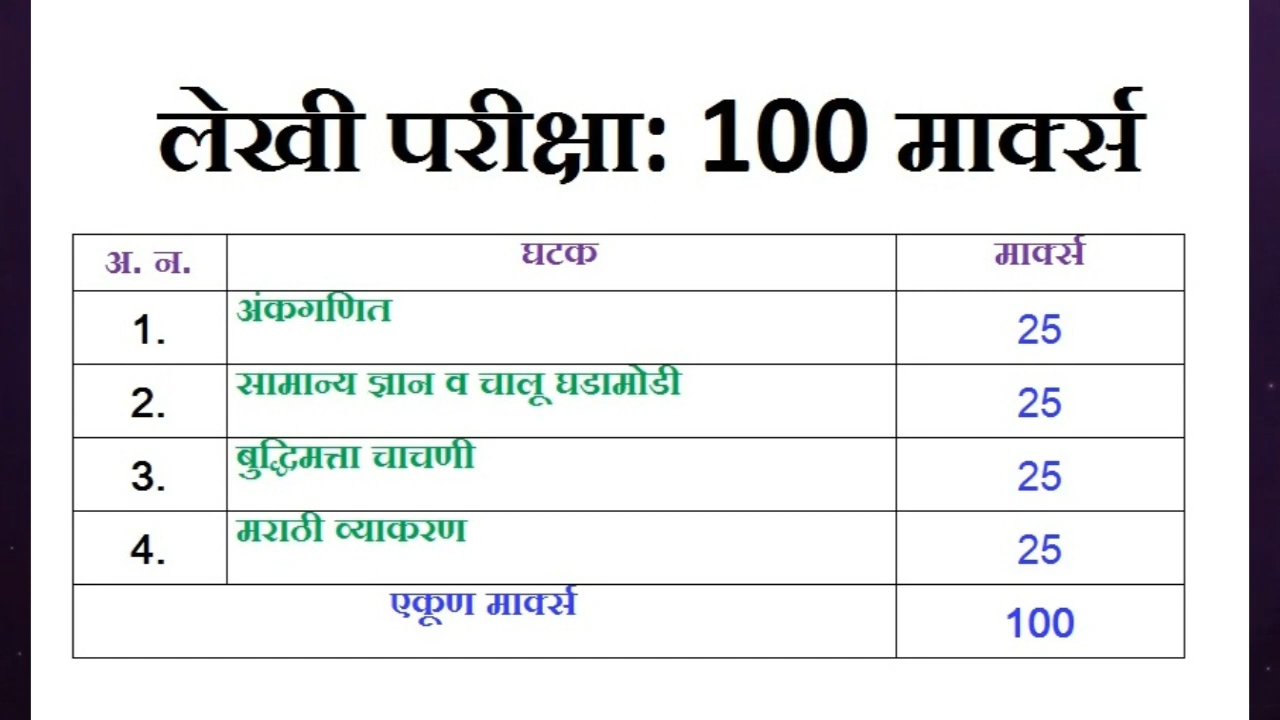 लेखी परीक्षा: 100 मार्क्स
अ. न. घटक मार्क्स
1. अंकगणित 25
2. सामान्य ज्ञान व चालू घडामोडी 25
3. बुद्धिमत्ता चाचणी 25
4. मराठी व्याकरण 25
एकूण मार्क्स 100